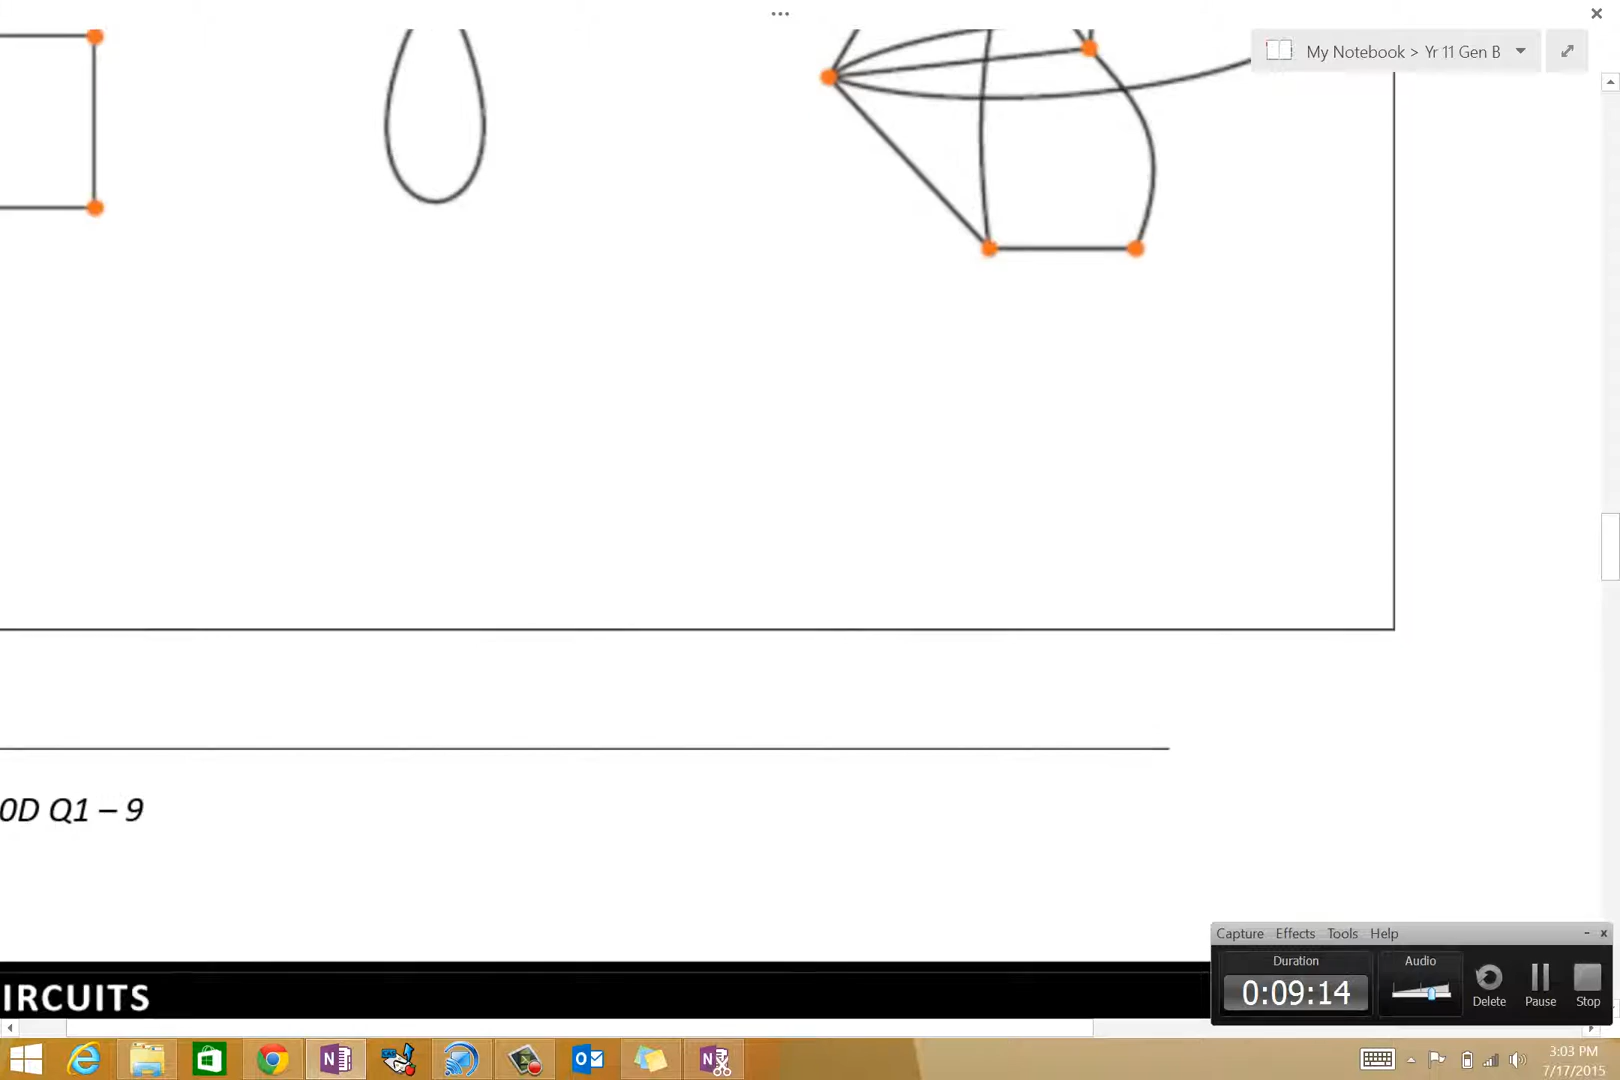 My Notebook > Yr 11 Gen B
0D Q1 – 9
IRCUITS
Capture Effects Tools Help
Duration
Audio
0:09:14
Delete
Pause
Stop
3:03 PM
7/17/2015